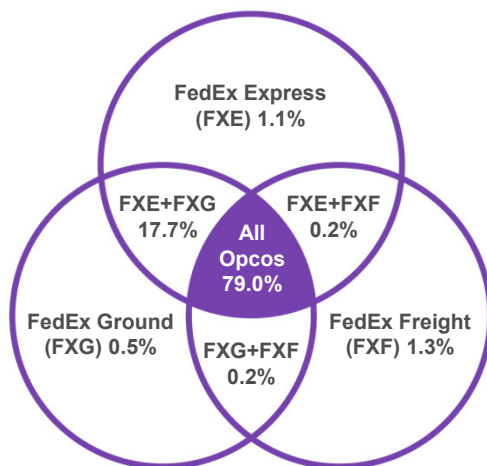 FedEx Express
(FXE) 1.1%
FXE+FXG
17.7%
FXE+FXF
0.2%
All
Opcos
79.0%
FedEx Ground
(FXG) 0.5%
FXG+FXF
0.2%
FedEx Freight
(FXF) 1.3%